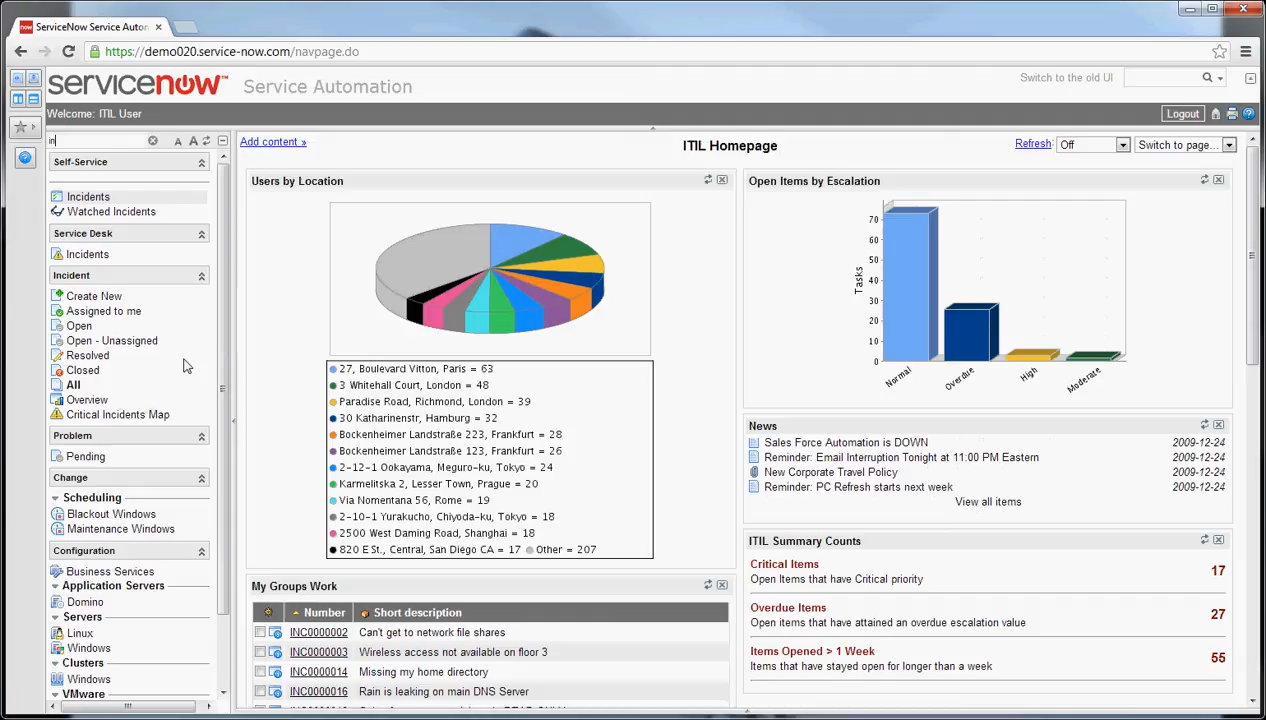 now ServiceNow Service Auton ×
https://demo020.service-now.com/navpage.do
servicenow Service Automation
Switch to the old UI
Welcome: ITIL User
Logout
in
A A
Self-Service
Incidents
Watched Incidents
Service Desk
Incidents
Incident
Create New
Assigned to me
Open
Open - Unassigned
Resolved
Closed
All
Overview
Critical Incidents Map
Problem
Pending
Change
Scheduling
Blackout Windows
Maintenance Windows
Configuration
Business Services
Application Servers
Domino
Servers
Linux
Windows
Clusters
Windows
VMware
Add content »
ITIL Homepage
Refresh: Off Switch to page...
Users by Location
27, Boulevard Vitton, Paris = 63
3 Whitehall Court, London = 48
Paradise Road, Richmond, London = 39
30 Katharinenstr, Hamburg = 32
Bockenheimer Landstraße 223, Frankfurt = 28
Bockenheimer Landstraße 123, Frankfurt = 26
2-12-1 Ookayama, Meguro-ku, Tokyo = 24
Karmelitska 2, Lesser Town, Prague = 20
Via Nomentana 56, Rome = 19
2-10-1 Yurakucho, Chiyoda-ku, Tokyo = 18
2500 West Daming Road, Shanghai = 18
820 E St., Central, San Diego CA = 17 Other = 207
My Groups Work
Number Short description
INC0000002 Can't get to network file shares
INC0000003 Wireless access not available on floor 3
INC0000014 Missing my home directory
INC0000016 Rain is leaking on main DNS Server
Open Items by Escalation
Tasks
70
60
50
40
30
20
10
0
Normal Overdue High Moderate
News
Sales Force Automation is DOWN 2009-12-24
Reminder: Email Interruption Tonight at 11:00 PM Eastern 2009-12-24
New Corporate Travel Policy 2009-12-24
Reminder: PC Refresh starts next week 2009-12-24
View all items
ITIL Summary Counts
Critical Items
Open Items that have Critical priority 17
Overdue Items
Open items that have attained an overdue escalation value 27
Items Opened > 1 Week
Items that have stayed open for longer than a week 55